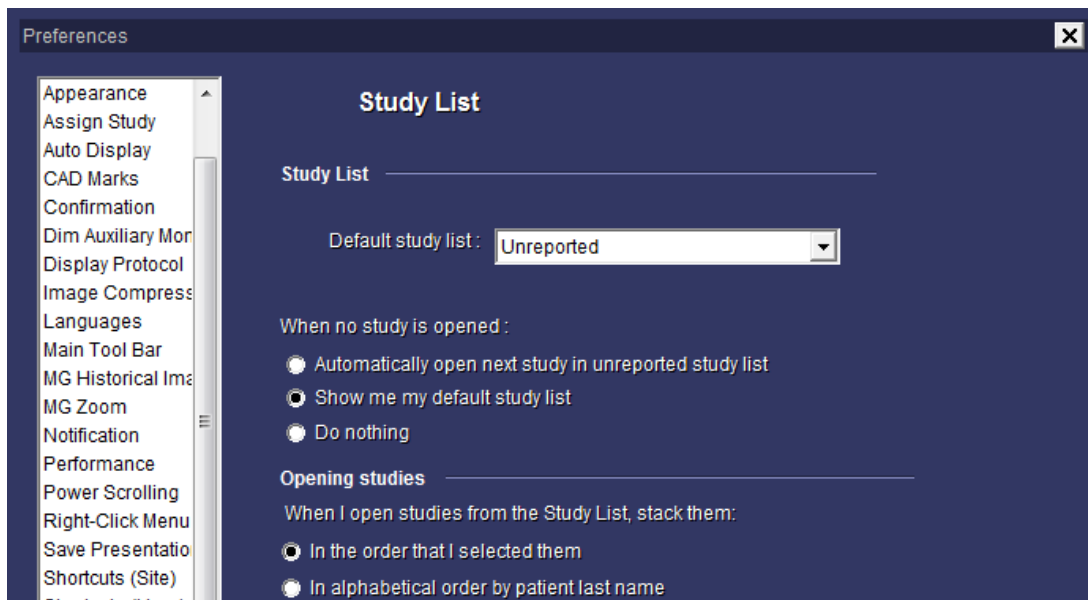 Preferences
Appearance
Assign Study
Auto Display
CAD Marks
Confirmation
Dim Auxiliary Mon
Display Protocol
Image Compress
Languages
Main Tool Bar
MG Historical Ima
MG Zoom
Notification
Performance
Power Scrolling
Right-Click Menu
Save Presentatio
Shortcuts (Site)
Study List
Study List
Default study list :
Unreported
When no study is opened :
Automatically open next study in unreported study list
Show me my default study list
Do nothing
Opening studies
When I open studies from the Study List, stack them:
In the order that I selected them
In alphabetical order by patient last name